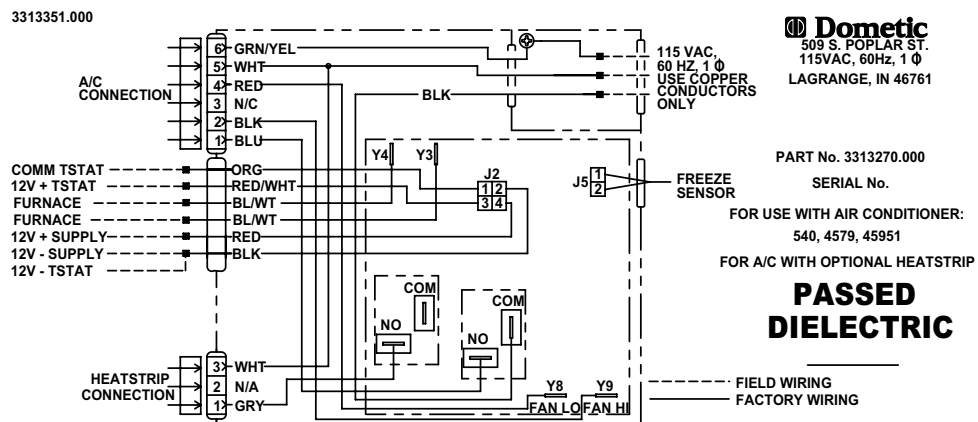 3313351.000
Dometic
509 S. POPLAR ST.
115VAC, 60Hz, 1 Φ
LAGRANGE, IN 46761
A/C
CONNECTION
6 GRN/YEL
5 WHT
4 RED
3 N/C
2 BLK
1 BLU
BLK
115 VAC,
60 HZ, 1 Φ
USE COPPER
CONDUCTORS
ONLY
COMM TSTAT
12V + TSTAT
FURNACE
FURNACE
12V + SUPPLY
12V - SUPPLY
12V - TSTAT
ORG
RED/WHT
BL/WT
BL/WT
RED
BLK
Y4
Y3
J2
1 2
3 4
J5
1
2
FREEZE
SENSOR
PART No. 3313270.000
SERIAL No.
FOR USE WITH AIR CONDITIONER:
540, 4579, 45951
FOR A/C WITH OPTIONAL HEATSTRIP
PASSED
DIELECTRIC
COM
NO
COM
NO
HEATSTRIP
CONNECTION
3 WHT
2 N/A
1 GRY
Y8
FAN LO
Y9
FAN HI
FIELD WIRING
FACTORY WIRING